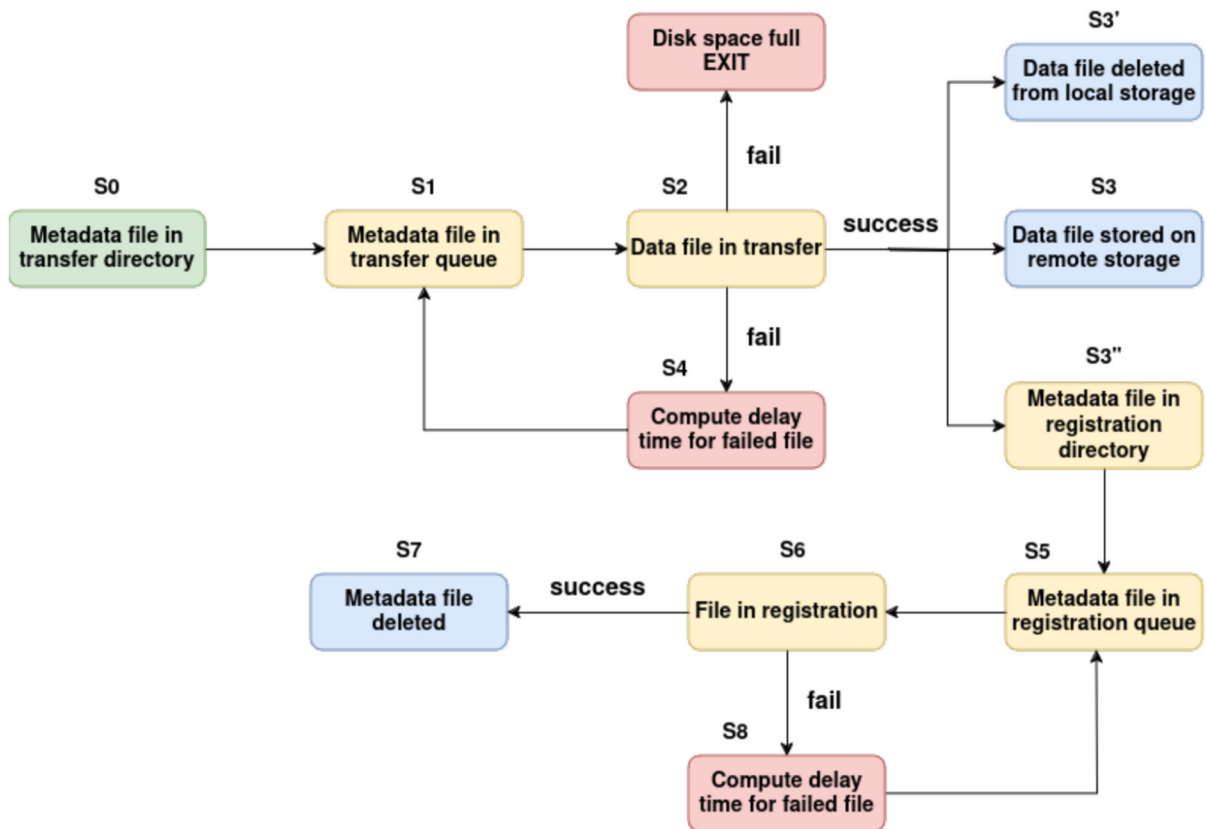 S3'
Disk space full
EXIT
Data file deleted
from local storage
fail
S0
S1
S2
S3
success
Metadata file in
transfer directory
Metadata file in
transfer queue
Data file in transfer
Data file stored on
remote storage
fail
S4
S3"
Compute delay
time for failed file
Metadata file in
registration
directory
S7
S6
S5
success
Metadata file
deleted
File in registration
Metadata file in
registration queue
fail
S8
Compute delay
time for failed file